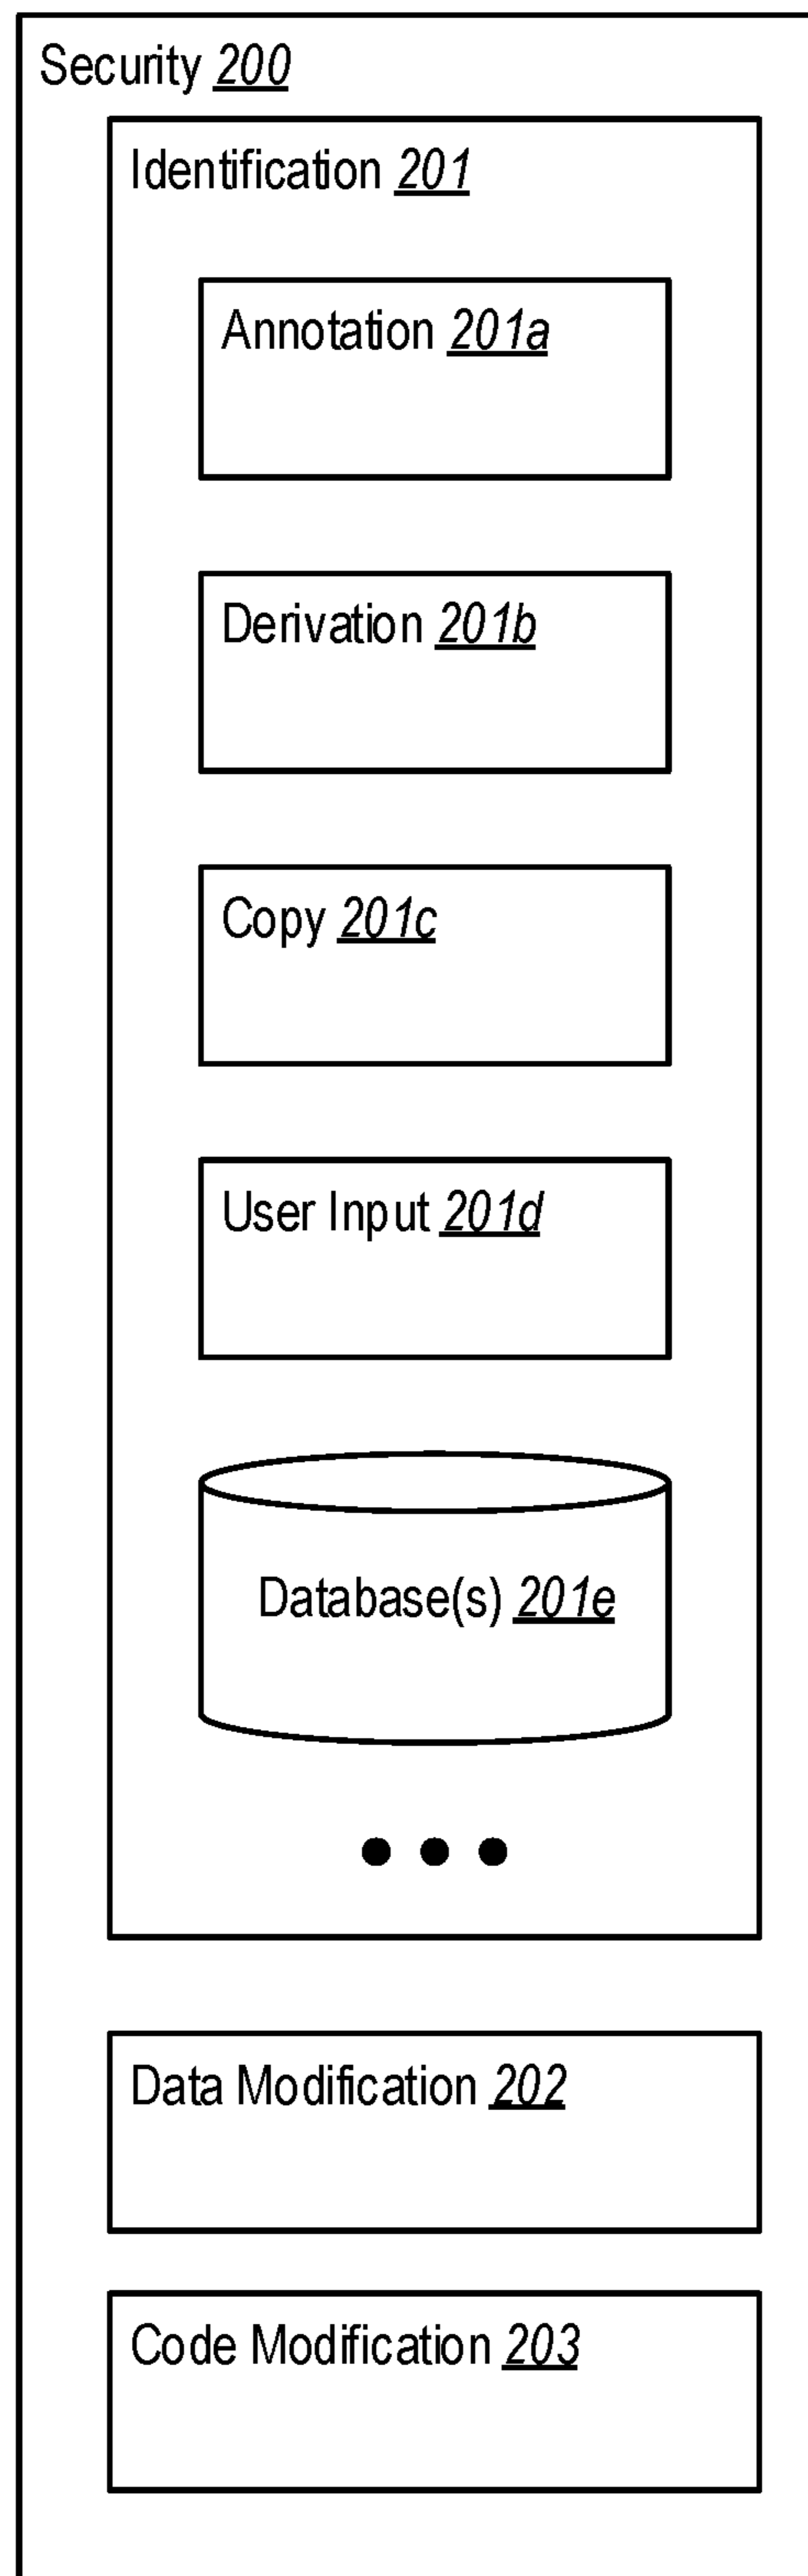 Security 200
Identification 201
Annotation 201a
Derivation 201b
Copy 201c
User Input 201d
Database(s) 201e
Data Modification 202
Code Modification 203